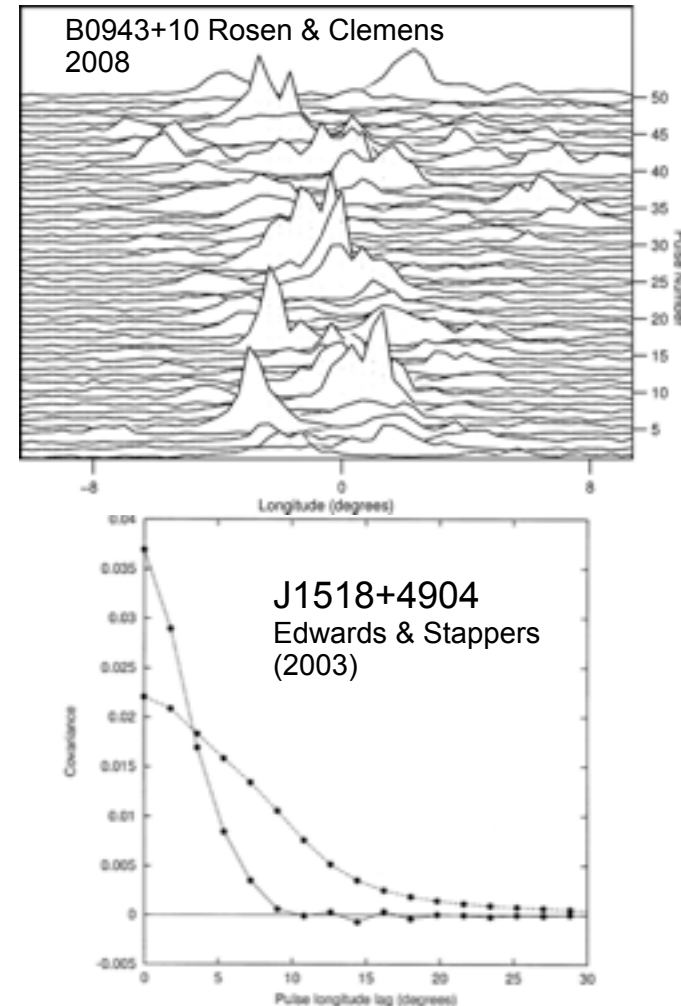 B0943+10 Rosen & Clemens
2008
50
45
40
35
30
25
20
15
10
5
Pulse Number
-8 0 8
Longitude (degrees)
0.04
0.035
0.03
0.025
0.02
0.015
0.01
0.005
0
-0.005
Covariance
J1518+4904
Edwards & Stappers
(2003)
0 5 10 15 20 25 30
Pulse longitude lag (degrees)